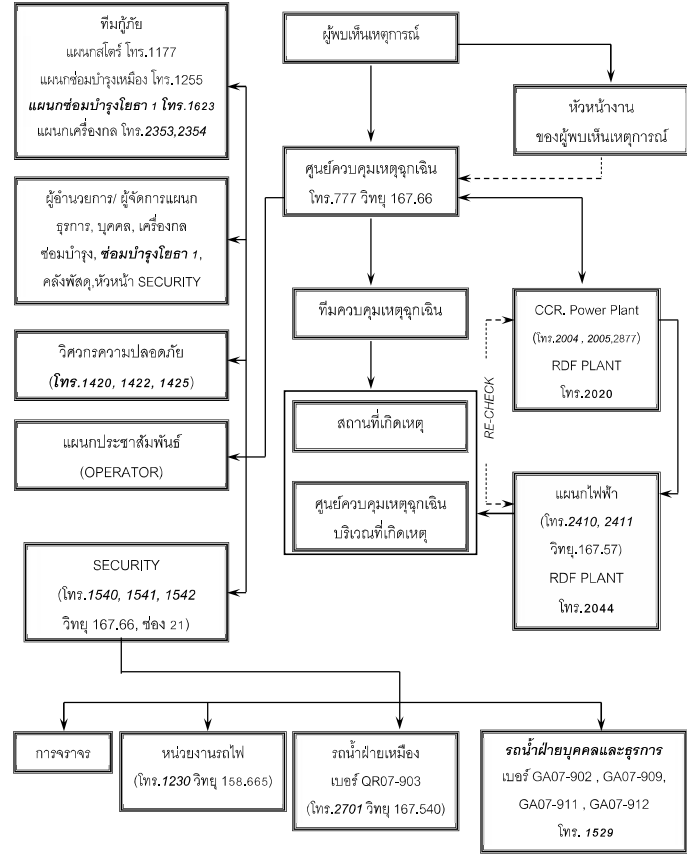 ทีมกู้ภัย
แผนกสโตร์ โทร.1177
แผนกซ่อมบำรุงเหมือง โทร.1255
แผนกซ่อมบำรุงโยธา 1 โทร.1623
แผนกเครื่องกล โทร.2353,2354
ผู้พบเห็นเหตุการณ์
หัวหน้างาน
ของผู้พบเห็นเหตุการณ์
ศูนย์ควบคุมเหตุฉุกเฉิน
โทร.777 วิทยุ 167.66
ผู้อำนวยการ/ ผู้จัดการแผนก
ธุรการ, บุคคล, เครื่องกล
ซ่อมบำรุง, ซ่อมบำรุงโยธา 1,
คลังพัสดุ,หัวหน้า SECURITY
ทีมควบคุมเหตุฉุกเฉิน
CCR. Power Plant
(โทร.2004 , 2005,2877)
RDF PLANT
โทร.2020
วิศวกรความปลอดภัย
(โทร.1420, 1422, 1425)
RE-CHECK
สถานที่เกิดเหตุ
แผนกประชาสัมพันธ์
(OPERATOR)
ศูนย์ควบคุมเหตุฉุกเฉิน
บริเวณที่เกิดเหตุ
แผนกไฟฟ้า
(โทร.2410, 2411
วิทยุ.167.57)
RDF PLANT
โทร.2044
SECURITY
(โทร.1540, 1541, 1542
วิทยุ 167.66, ช่อง 21)
การจราจร
หน่วยงานรถไฟ
(โทร.1230 วิทยุ 158.665)
รถน้ำฝ่ายเหมือง
เบอร์ QR07-903
(โทร.2701 วิทยุ 167.540)
รถน้ำฝ่ายบุคคลและธุรการ
เบอร์ GA07-902 , GA07-909,
GA07-911 , GA07-912
โทร. 1529